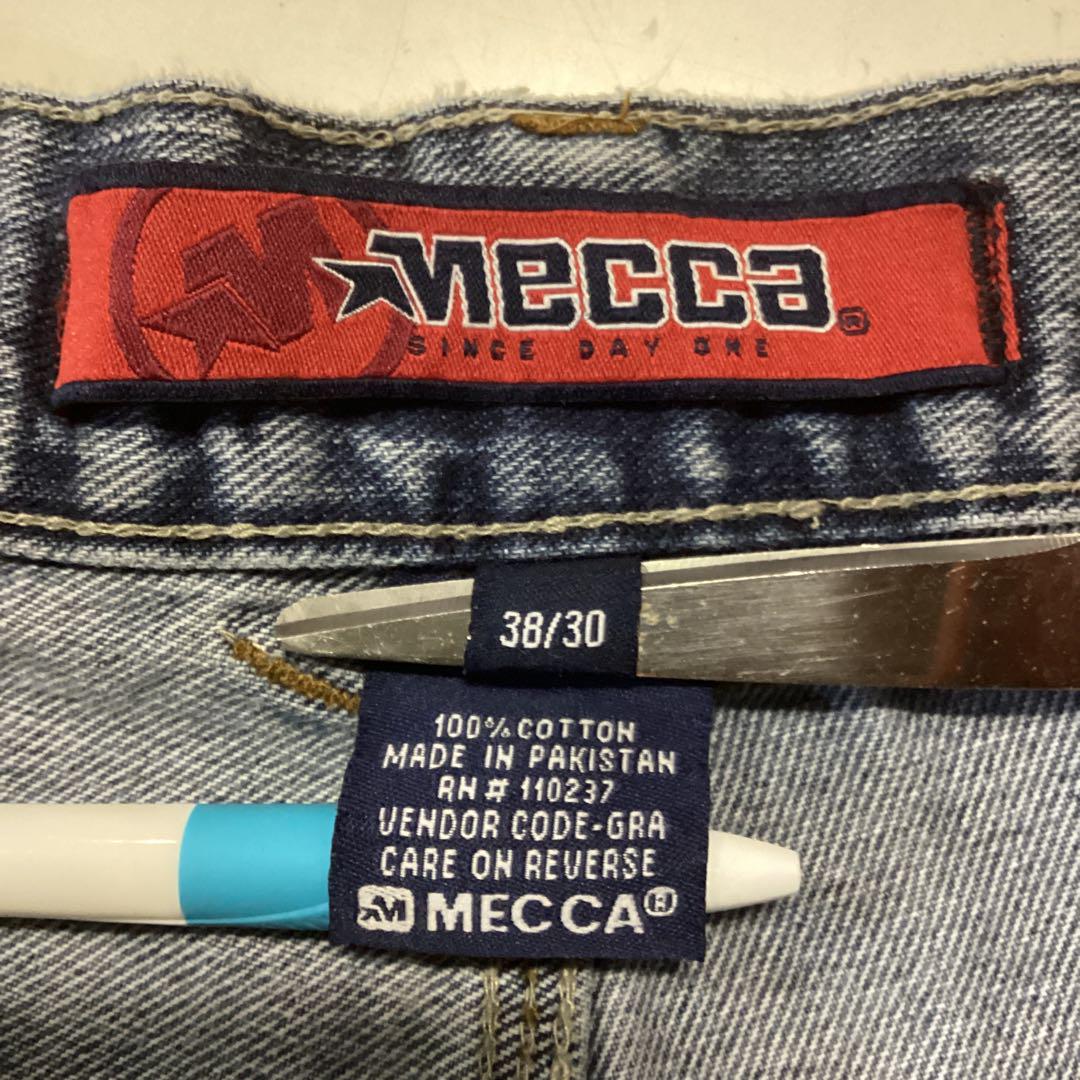 mecca®
SINCE DAY ONE
38/30
100% COTTON
MADE IN PAKISTAN
RN # 110237
VENDOR CODE-GRA
CARE ON REVERSE
M MECCA®